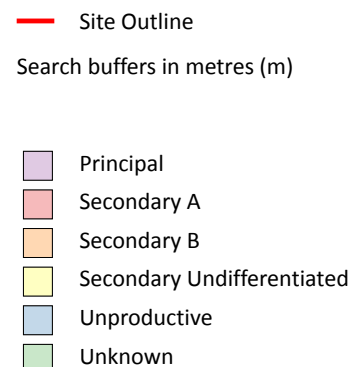 Site Outline
Search buffers in metres (m)
Principal
Secondary A
Secondary B
Secondary Undifferentiated
Unproductive
Unknown